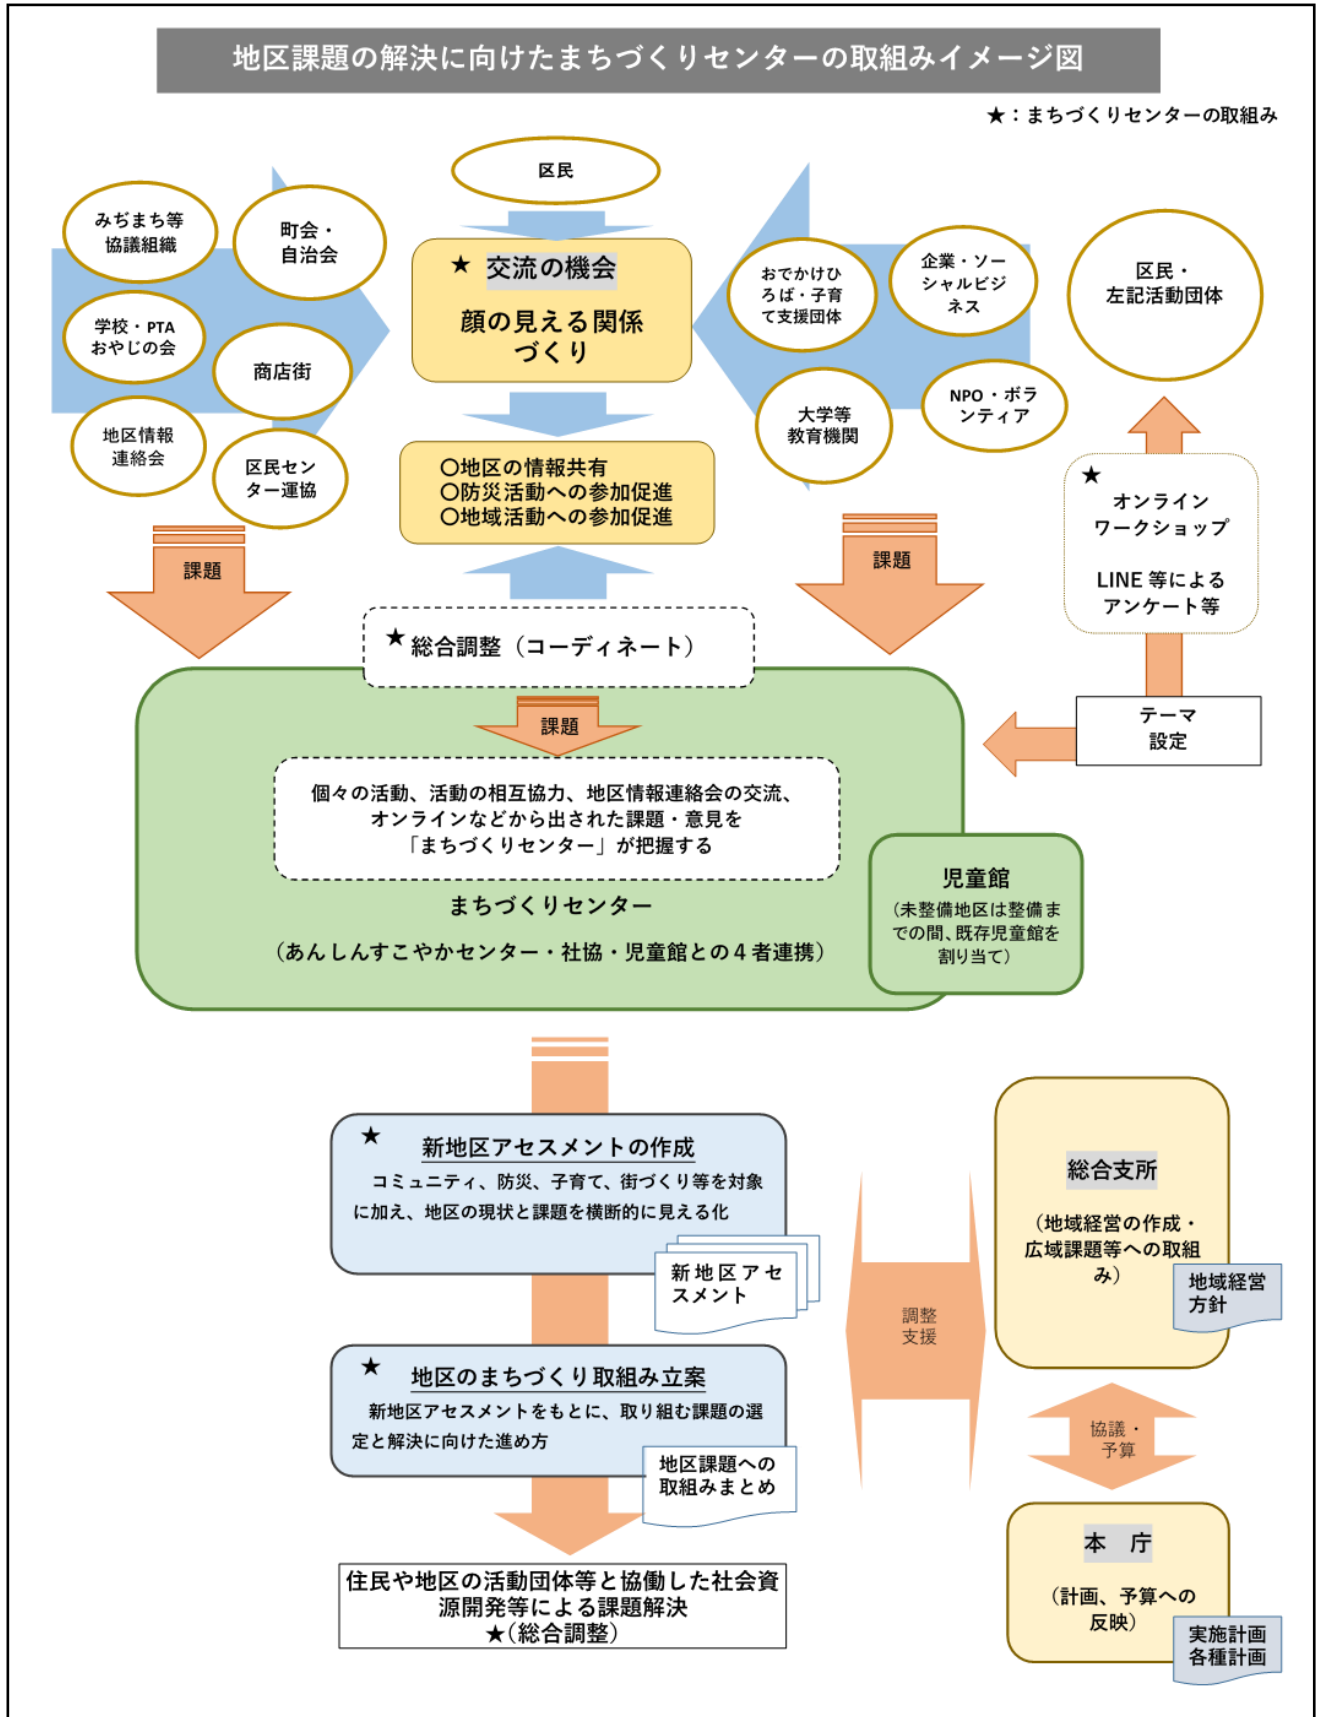 地区課題の解決に向けたまちづくりセンターの取組みイメージ図
★：まちづくりセンターの取組み
区民
みぢまち等
協議組織
町会・
自治会
学校・PTA
おやじの会
商店街
地区情報
連絡会
区民セン
ター運協
★ 交流の機会
顔の見える関係
づくり
おでかけひ
ろば・子育
て支援団体
企業・ソー
シャルビジ
ネス
大学等
教育機関
NPO・ボラ
ンティア
区民・
左記活動団体
〇地区の情報共有
〇防災活動への参加促進
〇地域活動への参加促進
★
オンライン
ワークショップ
LINE 等による
アンケート等
課題
課題
★ 総合調整（コーディネート）
テーマ
設定
課題
個々の活動、活動の相互協力、地区情報連絡会の交流、
オンラインなどから出された課題・意見を
「まちづくりセンター」が把握する
まちづくりセンター
（あんしんすこやかセンター・社協・児童館との４者連携）
児童館
（未整備地区は整備ま
での間、既存児童館を
割り当て）
★ 新地区アセスメントの作成
コミュニティ、防災、子育て、街づくり等を対象
に加え、地区の現状と課題を横断的に見える化
新地区アセ
スメント
★ 地区のまちづくり取組み立案
新地区アセスメントをもとに、取り組む課題の選
定と解決に向けた進め方
地区課題への
取組みまとめ
住民や地区の活動団体等と協働した社会資
源開発等による課題解決
★（総合調整）
調整
支援
総合支所
（地域経営の作成・
広域課題等への取組
み）
地域経営
方針
協議・
予算
本　庁
（計画、予算への
反映）
実施計画
各種計画